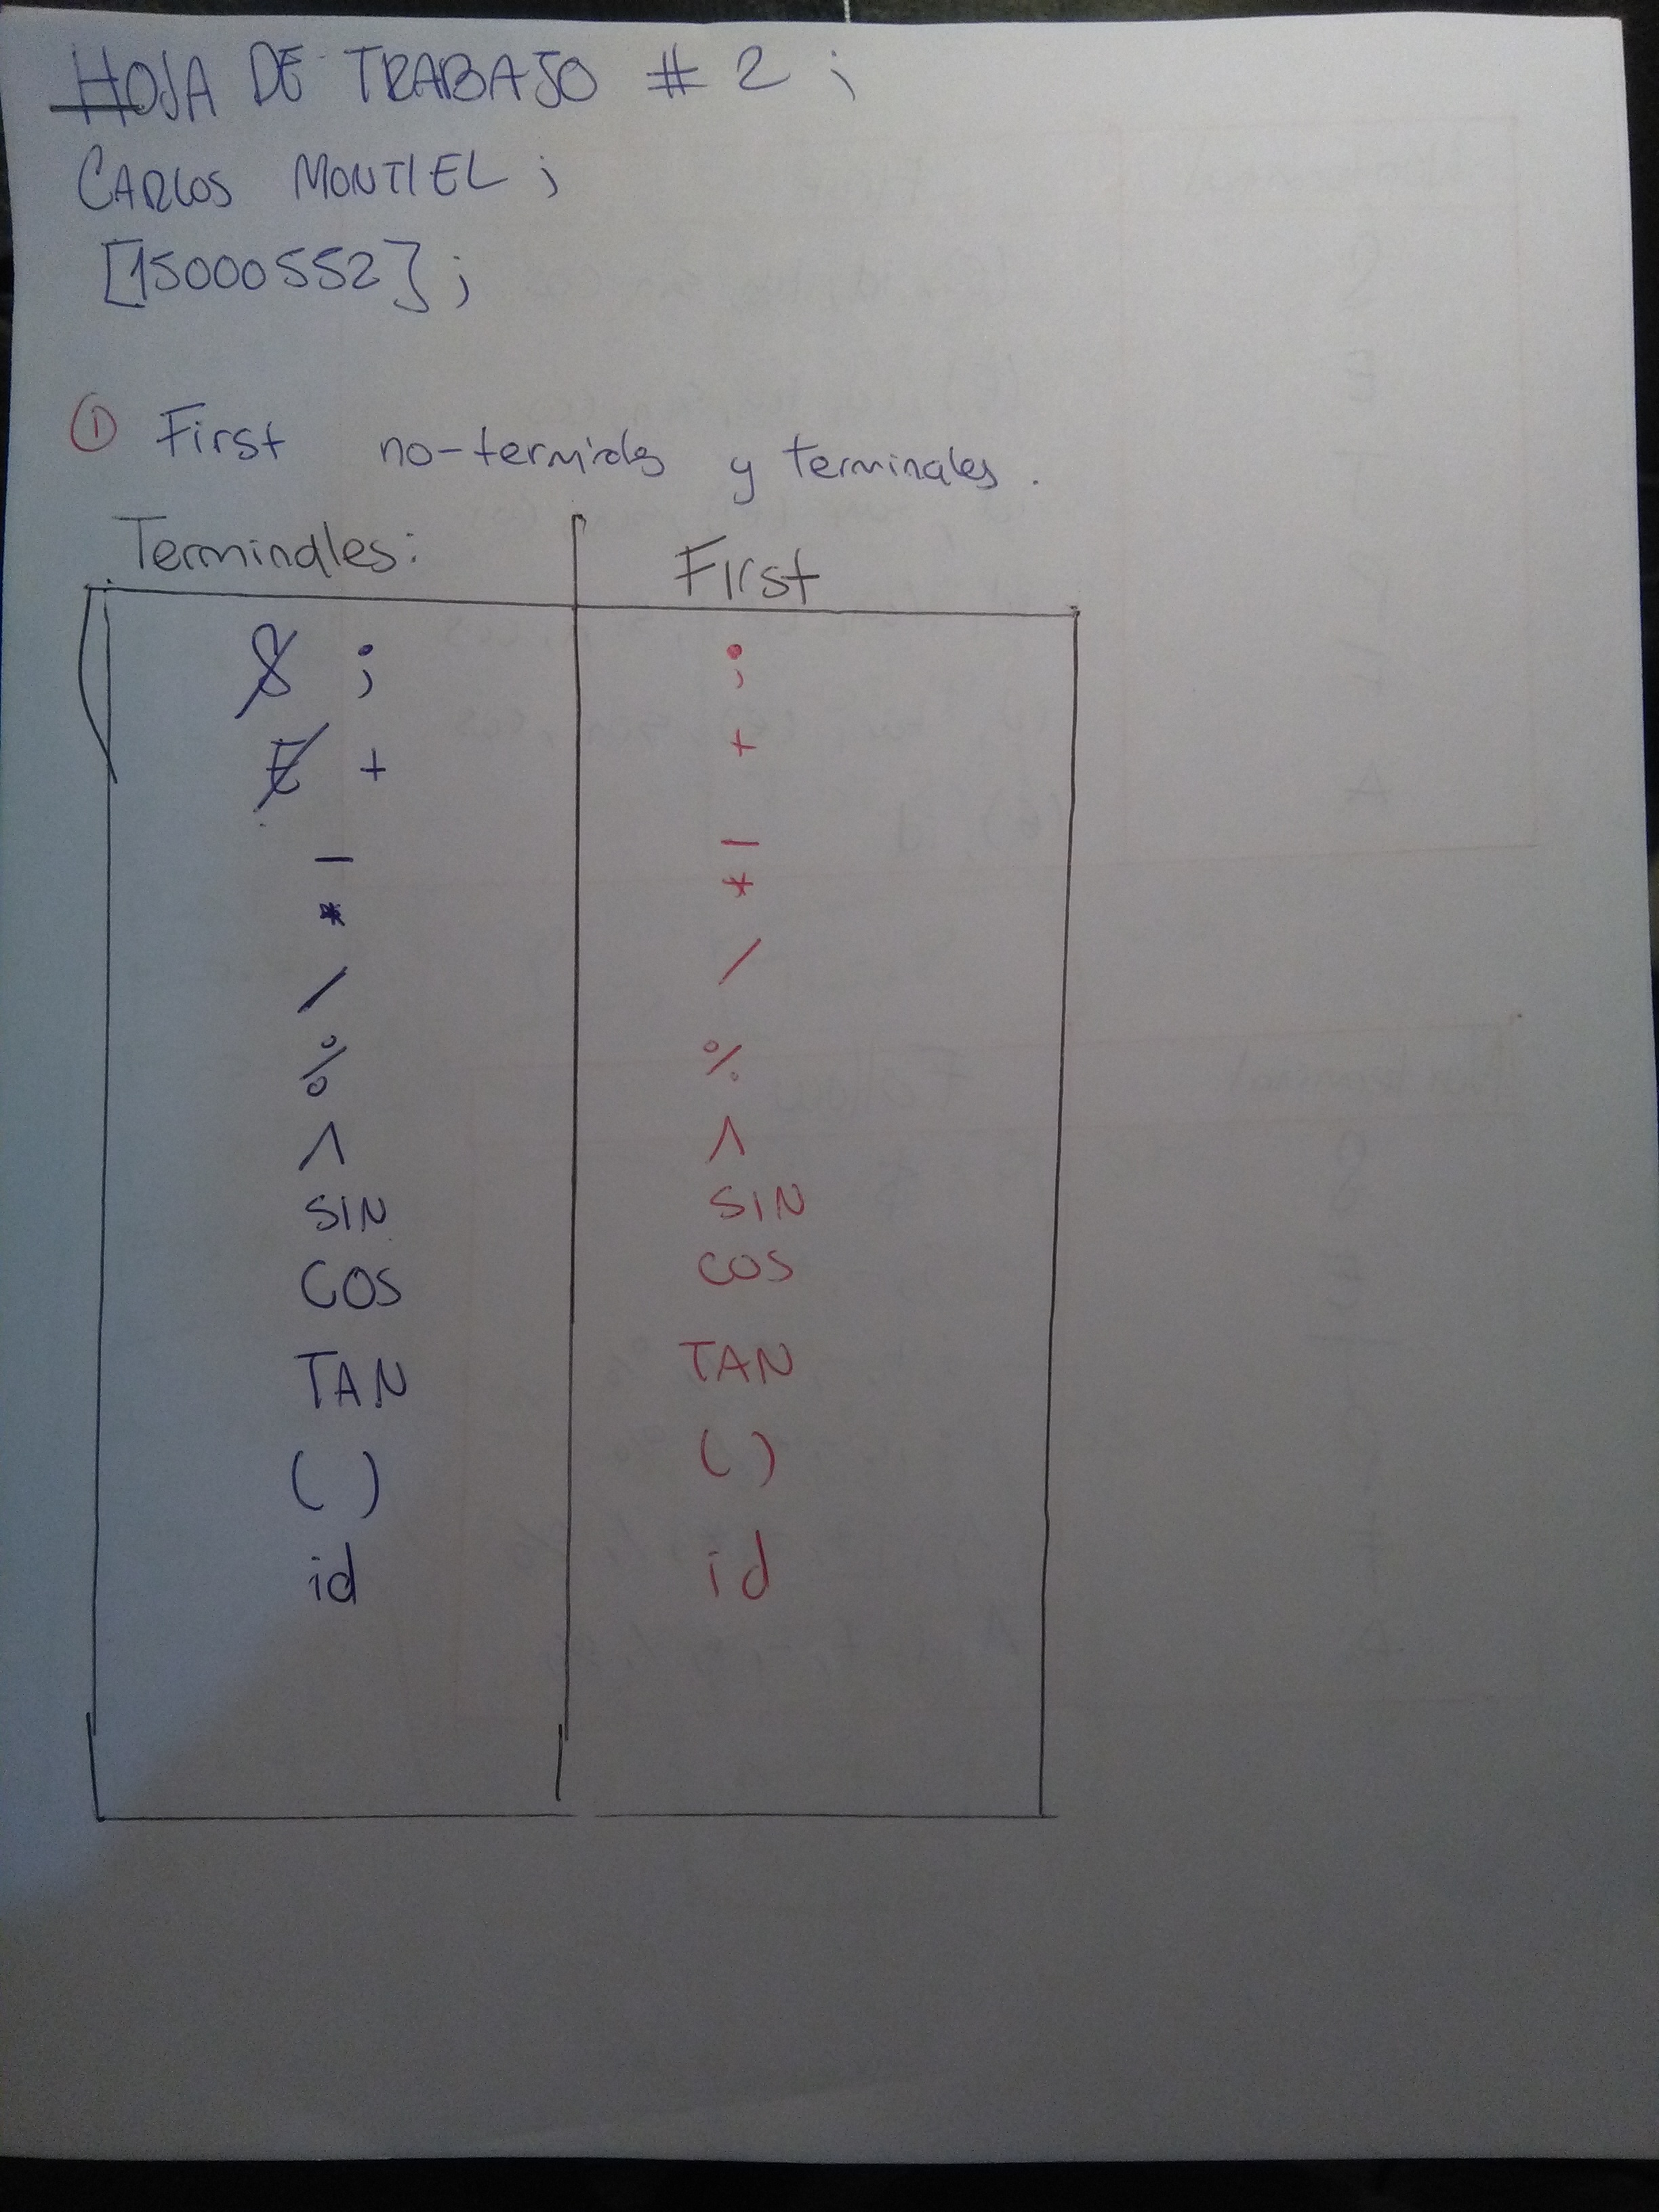 HOJA DE TRABAJO # 2 ;
CARLOS MONTIEL ;
[15000552] ;
① First no-terminales y terminales.
Terminales: First
S ; ;
E + +
- -
* *
/ /
% %
^ ^
SIN SIN
COS COS
TAN TAN
( ) ( )
id id